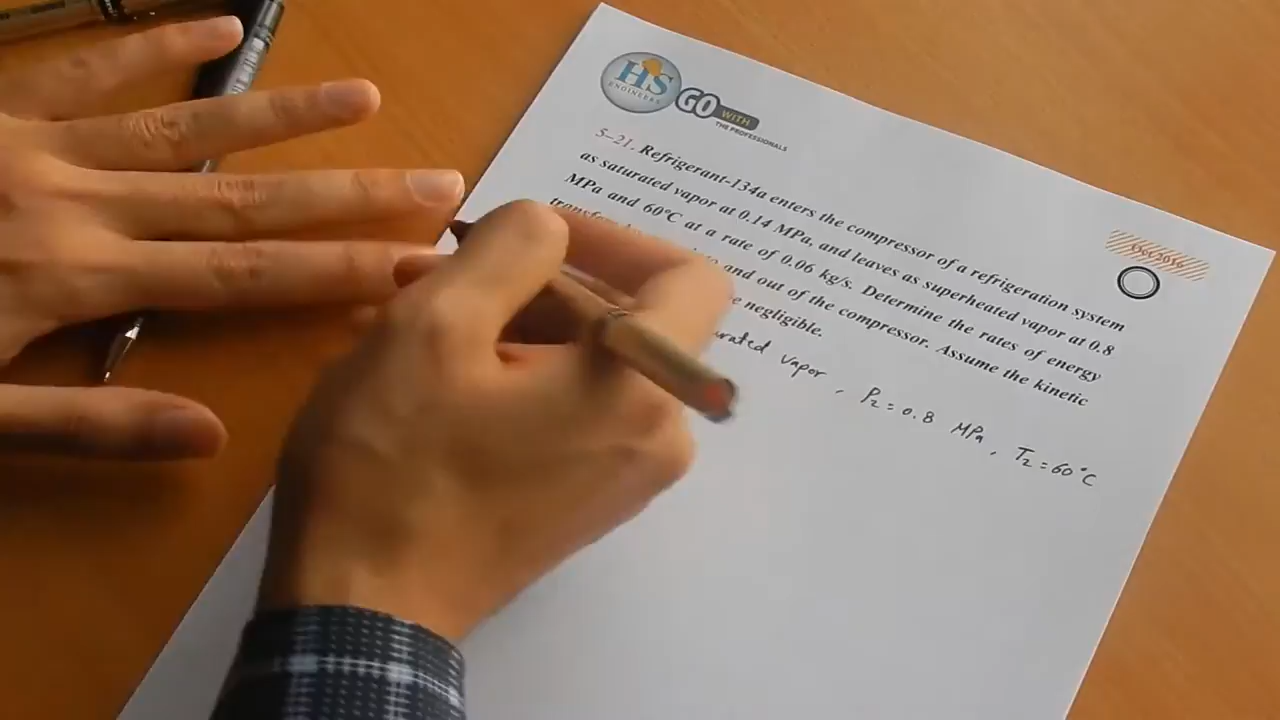 HS
ENGINEERS
GO WITH
THE PROFESSIONALS
Oct.2016
5-21. Refrigerant-134a enters the compressor of a refrigeration system
as saturated vapor at 0.14 MPa, and leaves as superheated vapor at 0.8
MPa and 60°C at a rate of 0.06 kg/s. Determine the rates of energy
and out of the compressor. Assume the kinetic
negligible.
vapor, P2=0.8 MPa, T2=60°C